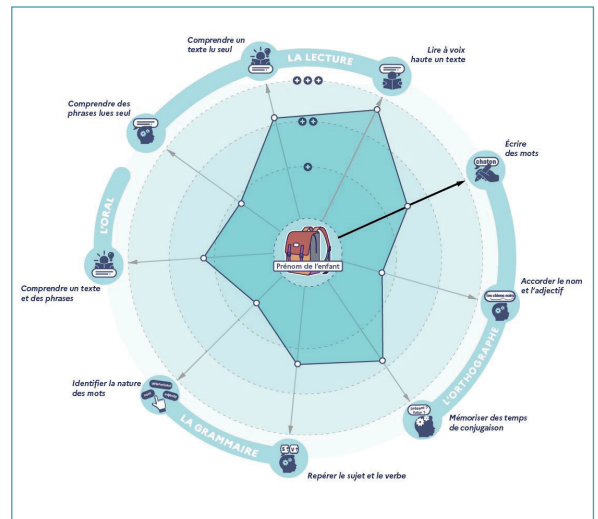 Comprendre un
texte lu seul
LA LECTURE
Lire à voix
haute un texte
Comprendre des
phrases lues seul
Écrire
des mots
chaton
L'ORAL
Prénom de l'enfant
Comprendre un texte
et des phrases
Accorder le nom
et l'adjectif
L'ORTHOGRAPHE
Identifier la nature
des mots
LA GRAMMAIRE
Mémoriser des temps
de conjugaison
Repérer le sujet et le verbe